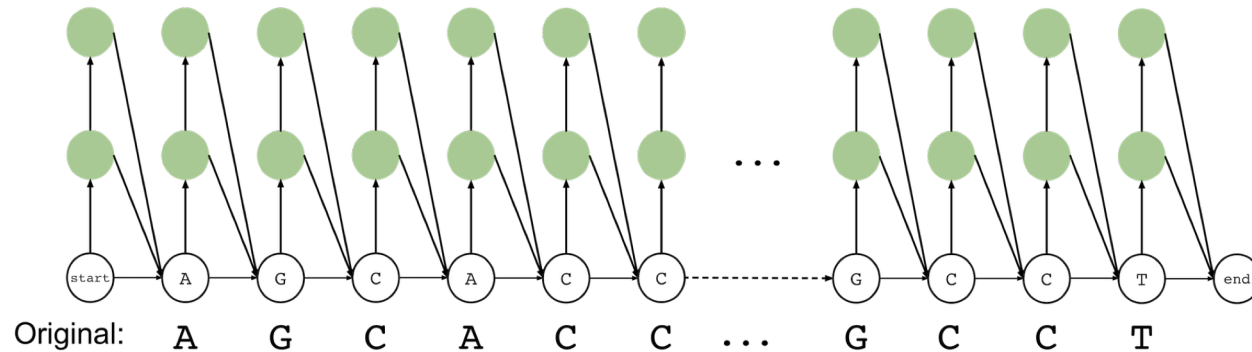 ...
start A G C A C C G C C T end
Original: A G C A C C ... G C C T